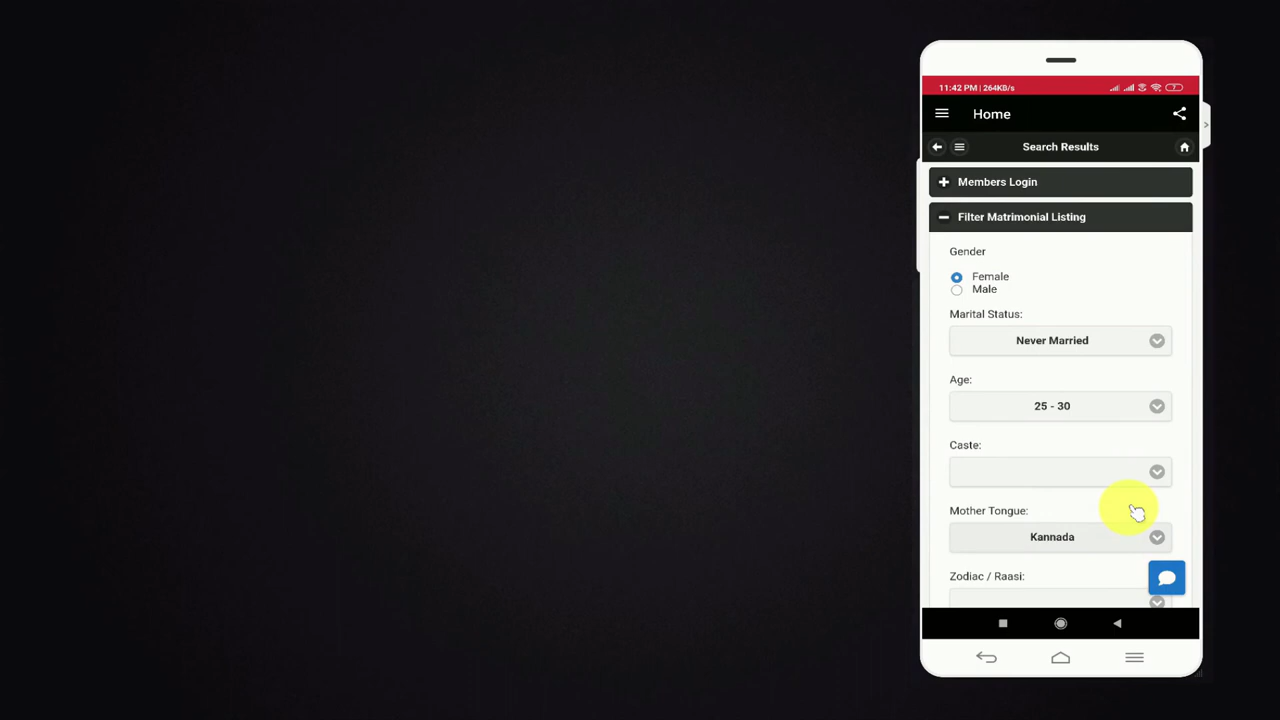 11:42 PM | 264KB/s
7
Home
Search Results
Members Login
Filter Matrimonial Listing
Gender
Female
Male
Marital Status:
Never Married
Age:
25 - 30
Caste:
Mother Tongue:
Kannada
Zodiac / Raasi: